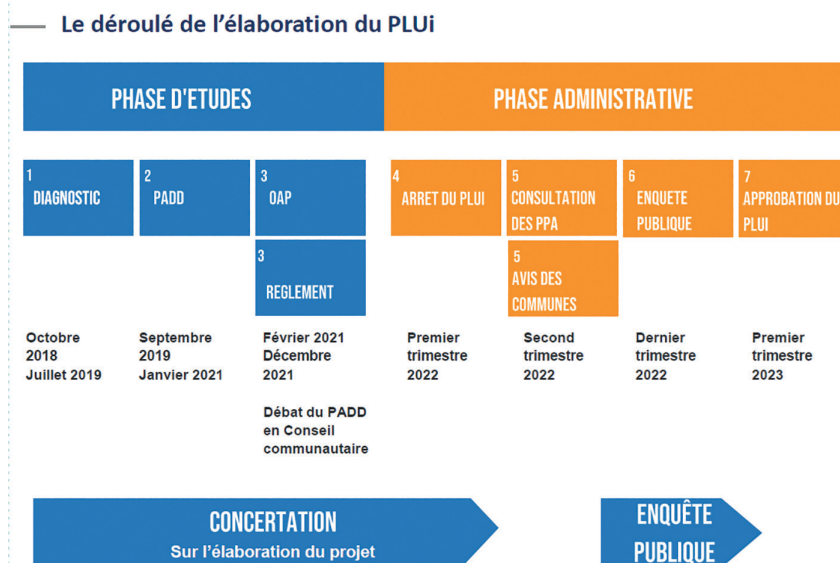 Le déroulé de l'élaboration du PLUi
PHASE D'ETUDES
PHASE ADMINISTRATIVE
1
DIAGNOSTIC
2
PADD
3
OAP
3
REGLEMENT
4
ARRET DU PLUI
5
CONSULTATION
DES PPA
5
AVIS DES
COMMUNES
6
ENQUETE
PUBLIQUE
7
APPROBATION DU
PLUI
Octobre
2018
Juillet 2019
Septembre
2019
Janvier 2021
Février 2021
Décembre
2021
Débat du PADD
en Conseil
communautaire
Premier
trimestre
2022
Second
trimestre
2022
Dernier
trimestre
2022
Premier
trimestre
2023
CONCERTATION
Sur l'élaboration du projet
ENQUÊTE
PUBLIQUE